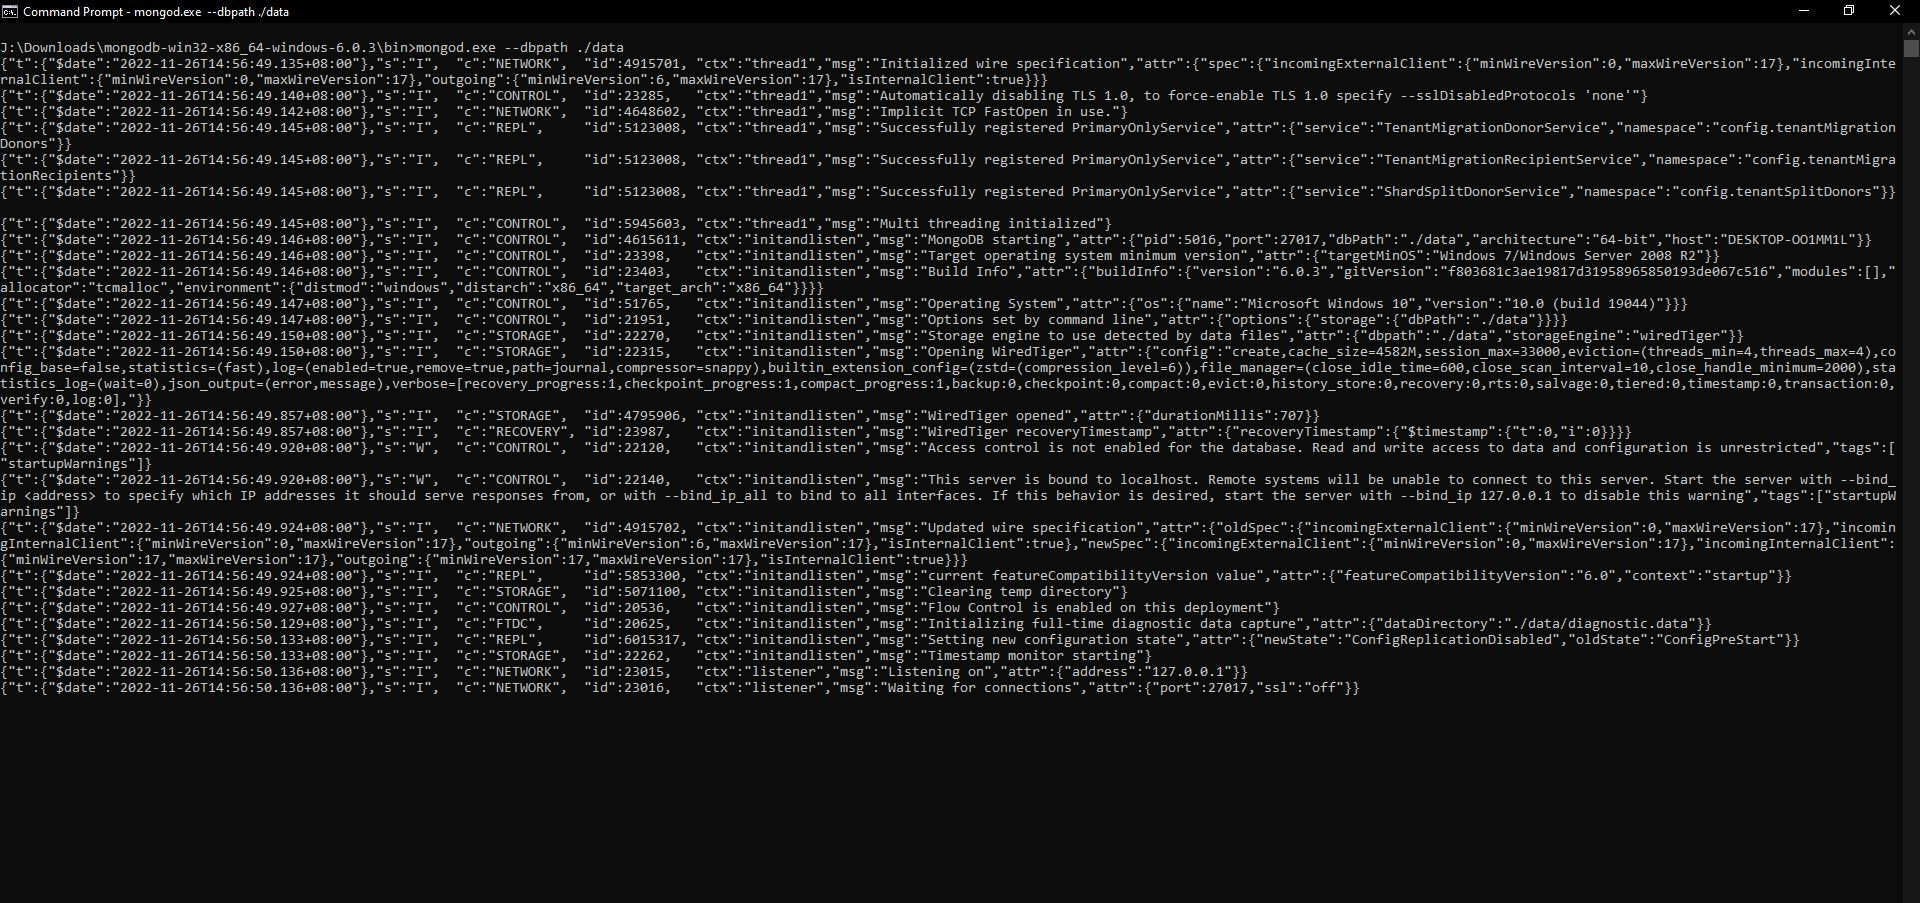 Command Prompt - mongod.exe --dbpath ./data
J:\Downloads\mongodb-win32-x86_64-windows-6.0.3\bin>mongod.exe --dbpath ./data
{"t":{"$date":"2022-11-26T14:56:49.135+08:00"},"s":"I",  "c":"NETWORK",  "id":4915701, "ctx":"thread1","msg":"Initialized wire specification","attr":{"spec":{"incomingExternalClient":{"minWireVersion":0,"maxWireVersion":17},"incomingInte
rnalClient":{"minWireVersion":0,"maxWireVersion":17},"outgoing":{"minWireVersion":6,"maxWireVersion":17},"isInternalClient":true}}}
{"t":{"$date":"2022-11-26T14:56:49.140+08:00"},"s":"I",  "c":"CONTROL",  "id":23285,   "ctx":"thread1","msg":"AusImatically disabling TLS 1.0, to force-enable TLS 1.0 specify --sslDisabledProtocols 'none'"}
{"t":{"$date":"2022-11-26T14:56:49.142+08:00"},"s":"I",  "c":"NETWORK",  "id":4648602, "ctx":"thread1","msg":"Implicit TCP FastOpen in use."}
{"t":{"$date":"2022-11-26T14:56:49.145+08:00"},"s":"I",  "c":"REPL",     "id":5123008, "ctx":"thread1","msg":"Successfully registered PrimaryOnlyService","attr":{"service":"TenantMigrationDonorService","namespace":"config.tenantMigration
Donors"}}
{"t":{"$date":"2022-11-26T14:56:49.145+08:00"},"s":"I",  "c":"REPL",     "id":5123008, "ctx":"thread1","msg":"Successfully registered PrimaryOnlyService","attr":{"service":"TenantMigrationRecipientService","namespace":"config.tenantMigra
tionRecipients"}}
{"t":{"$date":"2022-11-26T14:56:49.145+08:00"},"s":"I",  "c":"REPL",     "id":5123008, "ctx":"thread1","msg":"Successfully registered PrimaryOnlyService","attr":{"service":"ShardSplitDonorService","namespace":"config.tenantSplitDonors"}}
{"t":{"$date":"2022-11-26T14:56:49.145+08:00"},"s":"I",  "c":"CONTROL",  "id":5945603, "ctx":"thread1","msg":"Multi threading initialized"}
{"t":{"$date":"2022-11-26T14:56:49.146+08:00"},"s":"I",  "c":"CONTROL",  "id":4615611, "ctx":"initandlisten","msg":"MongoDB starting","attr":{"pid":5016,"port":27017,"dbPath":"./data","architecture":"64-bit","host":"DESKTOP-OO1MM1L"}}
{"t":{"$date":"2022-11-26T14:56:49.146+08:00"},"s":"I",  "c":"CONTROL",  "id":23398,   "ctx":"initandlisten","msg":"Target operating system minimum version","attr":{"targetMinOS":"Windows 7/Windows Server 2008 R2"}}
{"t":{"$date":"2022-11-26T14:56:49.146+08:00"},"s":"I",  "c":"CONTROL",  "id":23403,   "ctx":"initandlisten","msg":"Build Info","attr":{"buildInfo":{"version":"6.0.3","gitVersion":"f803681c3ae19817d31958965850193de067c516","modules":[],"
allocator":"tcmalloc","environment":{"distmod":"windows","distarch":"x86_64","target_arch":"x86_64"}}}}
{"t":{"$date":"2022-11-26T14:56:49.147+08:00"},"s":"I",  "c":"CONTROL",  "id":51765,   "ctx":"initandlisten","msg":"Operating System","attr":{"os":{"name":"Microsoft Windows 10","version":"10.0 (build 19044)"}}}
{"t":{"$date":"2022-11-26T14:56:49.147+08:00"},"s":"I",  "c":"CONTROL",  "id":21951,   "ctx":"initandlisten","msg":"Options set by command line","attr":{"options":{"storage":{"dbPath":"./data"}}}}
{"t":{"$date":"2022-11-26T14:56:49.150+08:00"},"s":"I",  "c":"STORAGE",  "id":22270,   "ctx":"initandlisten","msg":"Storage engine to use detected by data files","attr":{"dbpath":"./data","storageEngine":"wiredTiger"}}
{"t":{"$date":"2022-11-26T14:56:49.150+08:00"},"s":"I",  "c":"STORAGE",  "id":22315,   "ctx":"initandlisten","msg":"Opening WiredTiger","attr":{"config":"create,cache_size=4582M,session_max=33000,eviction=(threads_min=4,threads_max=4),co
nfig_base=false,statistics=(fast),log=(enabled=true,remove=true,path=journal,compressor=snappy),builtin_extension_config=(zstd=(compression_level=6)),file_manager=(close_idle_time=600,close_scan_interval=10,close_handle_minimum=2000),sta
tistics_log=(wait=0),json_output=(error,message),verbose=[recovery_progress:1,checkpoint_progress:1,compact_progress:1,backup:0,checkpoint:0,compact:0,evict:0,history_store:0,recovery:0,rts:0,salvage:0,tiered:0,timestamp:0,transaction:0,
verify:0,log:0],"}}
{"t":{"$date":"2022-11-26T14:56:49.857+08:00"},"s":"I",  "c":"STORAGE",  "id":4795906, "ctx":"initandlisten","msg":"WiredTiger opened","attr":{"durationMillis":707}}
{"t":{"$date":"2022-11-26T14:56:49.857+08:00"},"s":"I",  "c":"RECOVERY", "id":23987,   "ctx":"initandlisten","msg":"WiredTiger recoveryTimestamp","attr":{"recoveryTimestamp":{"$timestamp":{"t":0,"i":0}}}}
{"t":{"$date":"2022-11-26T14:56:49.920+08:00"},"s":"W",  "c":"CONTROL",  "id":22120,   "ctx":"initandlisten","msg":"Access control is not enabled for the database. Read and write access to data and configuration is unrestricted","tags":[
"startupWarnings"]}
{"t":{"$date":"2022-11-26T14:56:49.920+08:00"},"s":"W",  "c":"CONTROL",  "id":22140,   "ctx":"initandlisten","msg":"This server is bound to localhost. Remote systems will be unable to connect to this server. Start the server with --bind_
ip <address> to specify which IP addresses it should serve responses from, or with --bind_ip_all to bind to all interfaces. If this behavior is desired, start the server with --bind_ip 127.0.0.1 to disable this warning","tags":["startupW
arnings"]}
{"t":{"$date":"2022-11-26T14:56:49.924+08:00"},"s":"I",  "c":"NETWORK",  "id":4915702, "ctx":"initandlisten","msg":"Updated wire specification","attr":{"oldSpec":{"incomingExternalClient":{"minWireVersion":0,"maxWireVersion":17},"incomin
gInternalClient":{"minWireVersion":0,"maxWireVersion":17},"outgoing":{"minWireVersion":6,"maxWireVersion":17},"isInternalClient":true},"newSpec":{"incomingExternalClient":{"minWireVersion":0,"maxWireVersion":17},"incomingInternalClient":
{"minWireVersion":17,"maxWireVersion":17},"outgoing":{"minWireVersion":17,"maxWireVersion":17},"isInternalClient":true}}}
{"t":{"$date":"2022-11-26T14:56:49.924+08:00"},"s":"I",  "c":"REPL",     "id":5853300, "ctx":"initandlisten","msg":"current featureCompatibilityVersion value","attr":{"featureCompatibilityVersion":"6.0","context":"startup"}}
{"t":{"$date":"2022-11-26T14:56:49.925+08:00"},"s":"I",  "c":"STORAGE",  "id":5071100, "ctx":"initandlisten","msg":"Clearing temp directory"}
{"t":{"$date":"2022-11-26T14:56:49.927+08:00"},"s":"I",  "c":"CONTROL",  "id":20536,   "ctx":"initandlisten","msg":"Flow Control is enabled on this deployment"}
{"t":{"$date":"2022-11-26T14:56:50.129+08:00"},"s":"I",  "c":"FTDC",     "id":20625,   "ctx":"initandlisten","msg":"Initializing full-time diagnostic data capture","attr":{"dataDirectory":"./data/diagnostic.data"}}
{"t":{"$date":"2022-11-26T14:56:50.133+08:00"},"s":"I",  "c":"REPL",     "id":6015317, "ctx":"initandlisten","msg":"Setting new configuration state","attr":{"newState":"ConfigReplicationDisabled","oldState":"ConfigPreStart"}}
{"t":{"$date":"2022-11-26T14:56:50.133+08:00"},"s":"I",  "c":"STORAGE",  "id":22262,   "ctx":"initandlisten","msg":"Timestamp monitor starting"}
{"t":{"$date":"2022-11-26T14:56:50.136+08:00"},"s":"I",  "c":"NETWORK",  "id":23015,   "ctx":"listener","msg":"Listening on","attr":{"address":"127.0.0.1"}}
{"t":{"$date":"2022-11-26T14:56:50.136+08:00"},"s":"I",  "c":"NETWORK",  "id":23016,   "ctx":"listener","msg":"Waiting for connections","attr":{"port":27017,"ssl":"off"}}